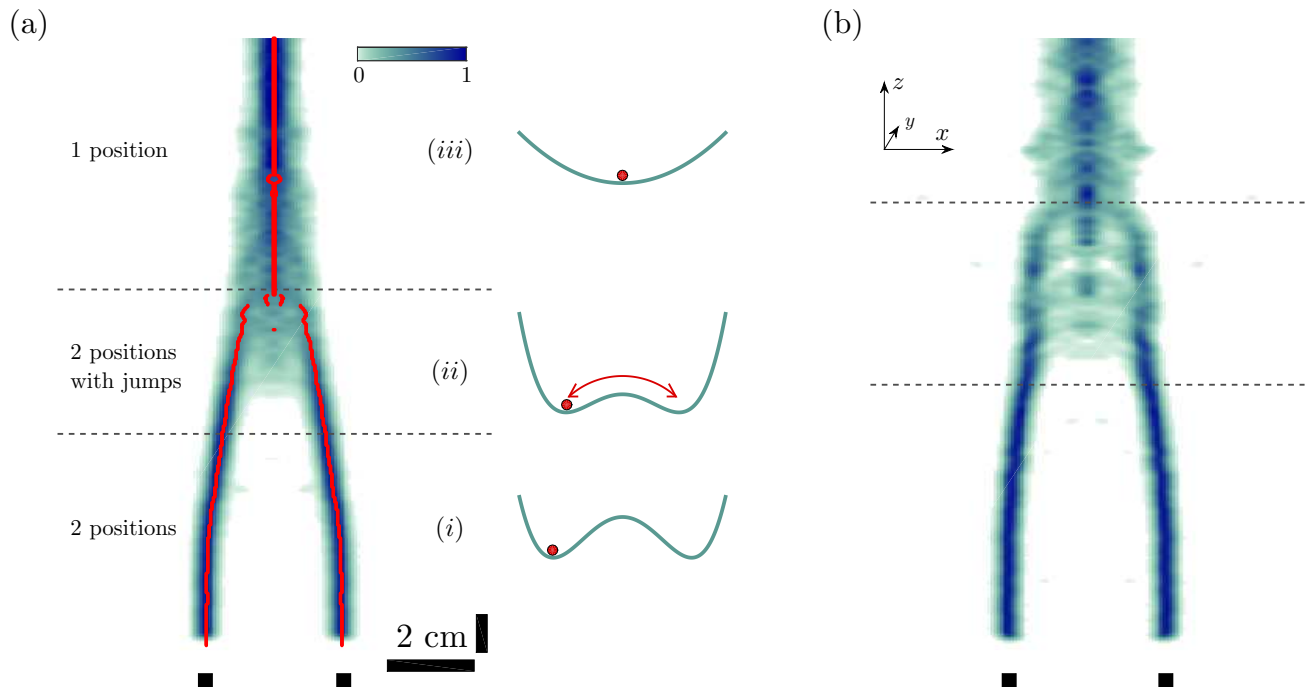 (a)
0 1
1 position
(iii)
2 positions
with jumps
(ii)
2 positions
(i)
2 cm
(b)
z
y
x